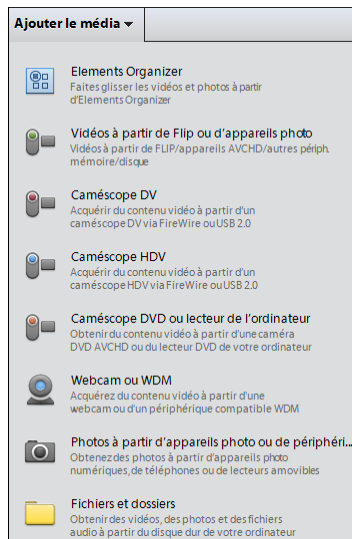 Ajouter le média
Elements Organizer
Faites glisser les vidéos et photos à partir
d'Elements Organizer
Vidéos à partir de Flip ou d'appareils photo
Vidéos à partir de FLIP/appareils AVCHD/autres périph.
mémoire/disque
Caméscope DV
Acquérir du contenu vidéo à partir d'un
caméscope DV via FireWire ou USB 2.0
Caméscope HDV
Acquérir du contenu vidéo à partir d'un
caméscope HDV via FireWire ou USB 2.0
Caméscope DVD ou lecteur de l'ordinateur
Obtenir du contenu vidéo à partir d'une caméra
DVD AVCHD ou du lecteur DVD de votre ordinateur
Webcam ou WDM
Acquérez du contenu vidéo à partir d'une
webcam ou d'un périphérique compatible WDM
Photos à partir d'appareils photo ou de périphéri...
Obtenez des photos à partir d'appareils photo
numériques, de téléphones ou de lecteurs amovibles
Fichiers et dossiers
Obtenir des vidéos, des photos et des fichiers
audio à partir du disque dur de votre ordinateur